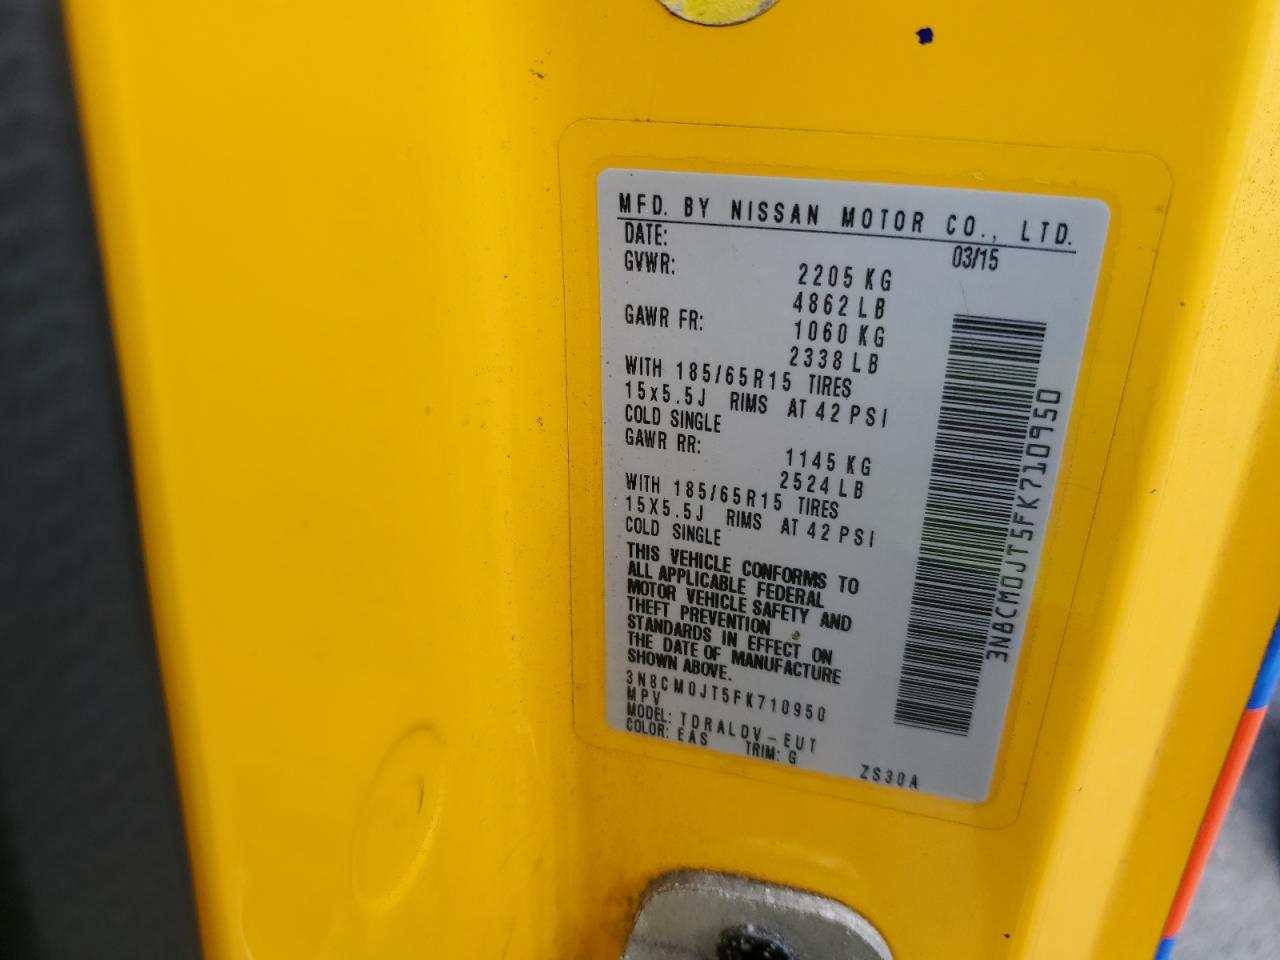 MFD. BY NISSAN MOTOR CO., LTD.
DATE: 03/15
GVWR: 2205 KG
4862 LB
GAWR FR: 1060 KG
2338 LB
WITH 185/65R15 TIRES
15x5.5J RIMS AT 42 PSI
COLD SINGLE
GAWR RR: 1145 KG
2524 LB
WITH 185/65R15 TIRES
15X5.5J RIMS AT 42 PSI
COLD SINGLE
THIS VEHICLE CONFORMS TO
ALL APPLICABLE FEDERAL
MOTOR VEHICLE SAFETY AND
THEFT PREVENTION
STANDARDS IN EFFECT ON
THE DATE OF MANUFACTURE
SHOWN ABOVE.
3N8CM0JT5FK710950
MPV
MODEL: TDRALDV-EUT
COLOR: EAS TRIM: G
ZS30A
3N8CM0JT5FK710950